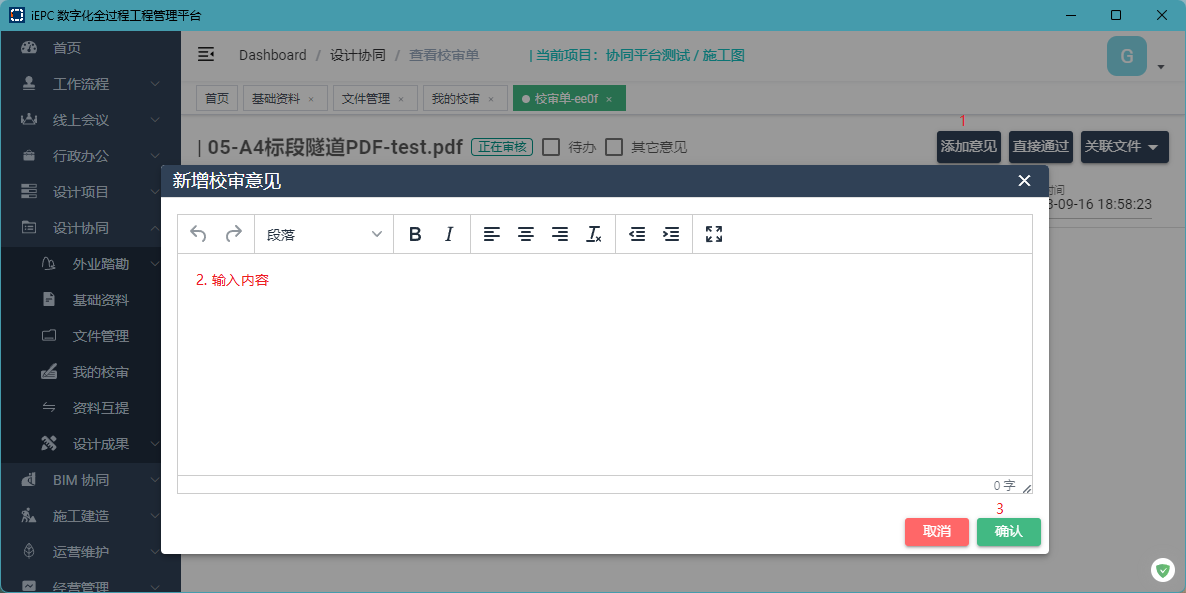 iEPC 数字化全过程工程管理平台
首页
工作流程
线上会议
行政办公
设计项目
设计协同
外业踏勘
基础资料
文件管理
我的校审
资料互提
设计成果
BIM 协同
施工建造
运营维护
经营管理
Dashboard / 设计协同 / 查看校审单
| 当前项目：协同平台测试 / 施工图
G
首页 基础资料 × 文件管理 × 我的校审 × 校审单-ee0f ×
1
| 05-A4标段隧道PDF-test.pdf 正在审核 待办 其它意见
添加意见 直接通过 关联文件
时间
-09-16 18:58:23
新增校审意见
段落 B I
2. 输入内容
0 字
3
取消 确认